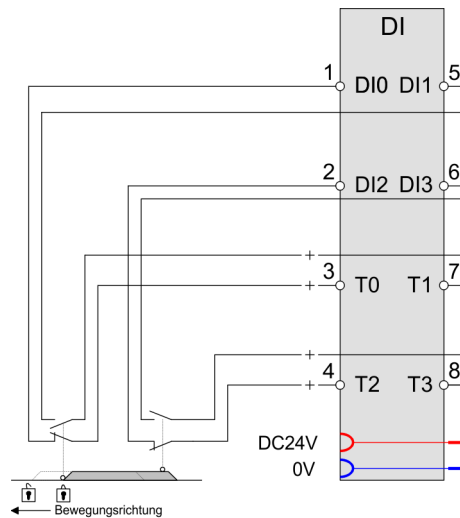 DI
1 DI0 DI1 5
2 DI2 DI3 6
+
+ 3 T0 T1 7
+
+ 4 T2 T3 8
DC24V
0V
Bewegungsrichtung